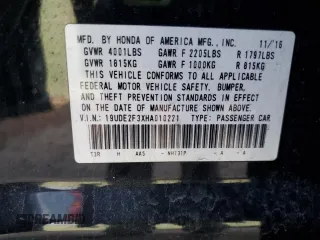 MFD. BY HONDA OF AMERICA MFG., INC. 11/16
GVWR 4001LBS GAWR F 2205LBS R 1797LBS
GVWR 1815KG GAWR F 1000KG R 815KG
THIS VEHICLE CONFORMS TO ALL APPLICABLE
FEDERAL MOTOR VEHICLE SAFETY, BUMPER,
AND THEFT PREVENTION STANDARDS IN EFFECT
ON THE DATE OF MANUFACTURE SHOWN ABOVE.
V.I.N.: 19UDE2F3XHA010221 TYPE: PASSENGER CAR